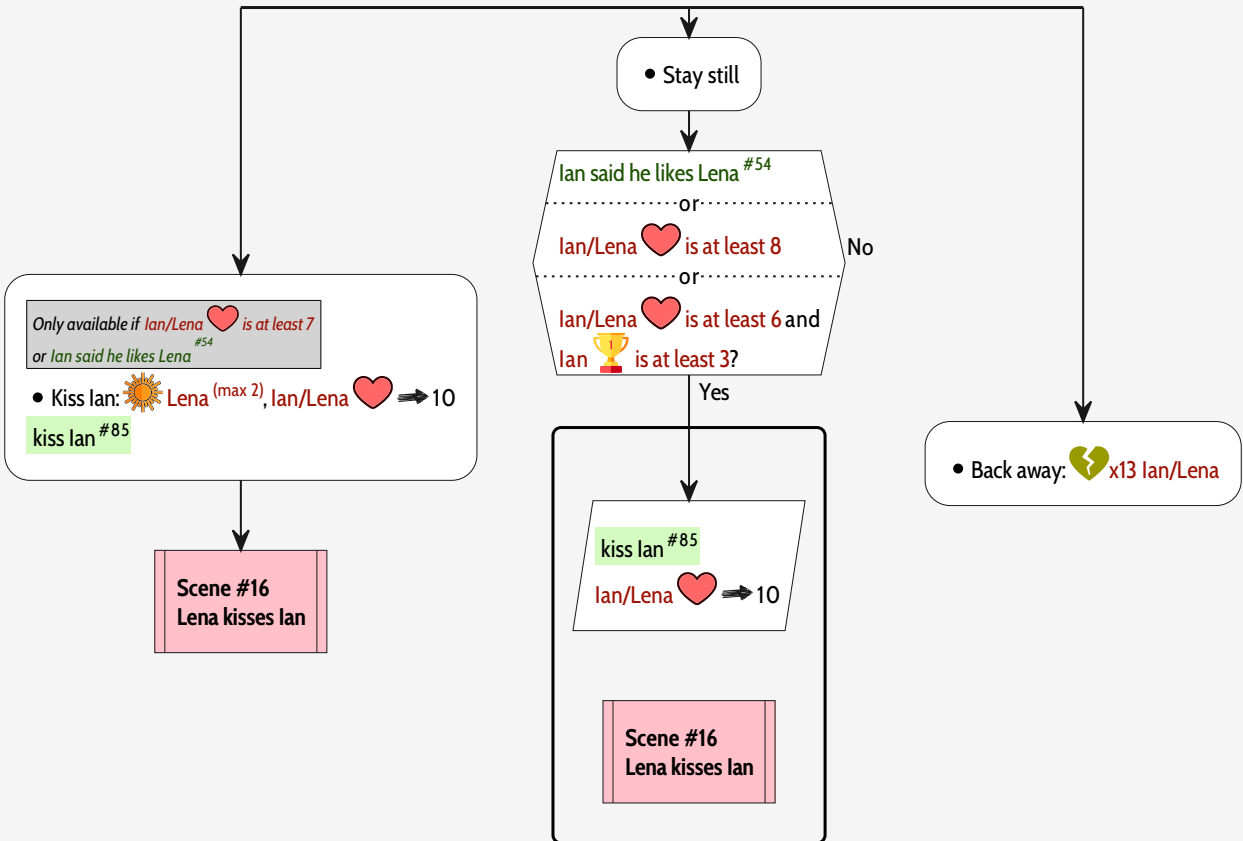 • Stay still
Ian said he likes Lena #54
or
Ian/Lena is at least 8
No
or
Ian/Lena is at least 6 and
Ian 1 is at least 3?
Yes
Only available if Ian/Lena is at least 7
or Ian said he likes Lena #54
• Kiss Ian: Lena (max 2), Ian/Lena 10
kiss Ian #85
Scene #16
Lena kisses Ian
kiss Ian #85
Ian/Lena 10
Scene #16
Lena kisses Ian
• Back away: x13 Ian/Lena